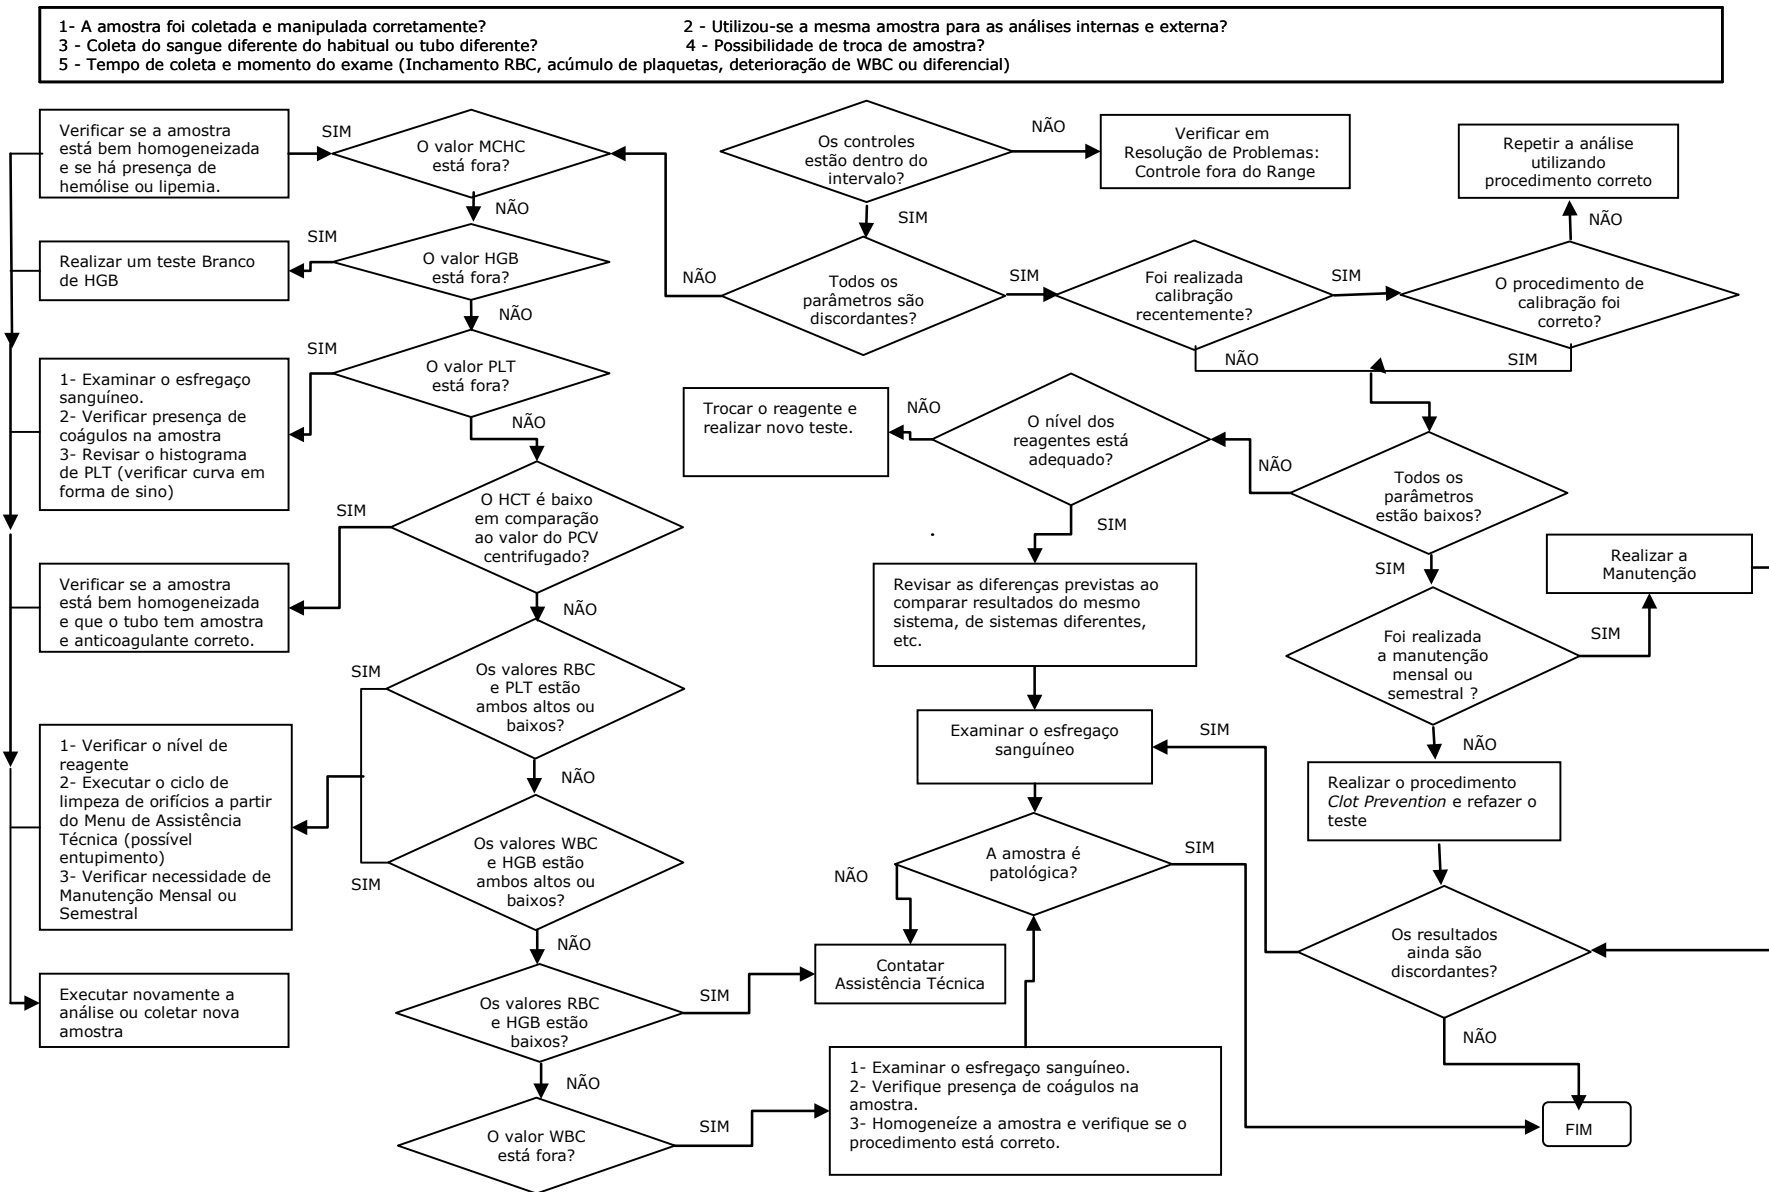 1- A amostra foi coletada e manipulada corretamente?
2 - Utilizou-se a mesma amostra para as análises internas e externa?
3 - Coleta do sangue diferente do habitual ou tubo diferente?
4 - Possibilidade de troca de amostra?
5 - Tempo de coleta e momento do exame (Inchamento RBC, acúmulo de plaquetas, deterioração de WBC ou diferencial)
Verificar se a amostra
está bem homogeneizada
e se há presença de
hemólise ou lipemia.
SIM
O valor MCHC
está fora?
NÃO
Os controles
estão dentro do
intervalo?
NÃO
SIM
Verificar em
Resolução de Problemas:
Controle fora do Range
Repetir a análise
utilizando
procedimento correto
NÃO
Realizar um teste Branco
de HGB
SIM
O valor HGB
está fora?
NÃO
NÃO
Todos os
parâmetros são
discordantes?
SIM
Foi realizada
calibração
recentemente?
SIM
O procedimento de
calibração foi
correto?
NÃO
SIM
1- Examinar o esfregaço
sanguíneo.
2- Verificar presença de
coágulos na amostra
3- Revisar o histograma
de PLT (verificar curva em
forma de sino)
SIM
O valor PLT
está fora?
NÃO
Trocar o reagente e
realizar novo teste.
NÃO
O nível dos
reagentes está
adequado?
NÃO
SIM
Todos os
parâmetros
estão baixos?
SIM
O HCT é baixo
em comparação
ao valor do PCV
centrifugado?
SIM
NÃO
Verificar se a amostra
está bem homogeneizada
e que o tubo tem amostra
e anticoagulante correto.
Revisar as diferenças previstas ao
comparar resultados do mesmo
sistema, de sistemas diferentes,
etc.
Realizar a
Manutenção
Foi realizada
a manutenção
mensal ou
semestral ?
SIM
NÃO
SIM
Os valores RBC
e PLT estão
ambos altos ou
baixos?
NÃO
Examinar o esfregaço
sanguíneo
SIM
1- Verificar o nível de
reagente
2- Executar o ciclo de
limpeza de orifícios a partir
do Menu de Assistência
Técnica (possível
entupimento)
3- Verificar necessidade de
Manutenção Mensal ou
Semestral
Realizar o procedimento
Clot Prevention e refazer o
teste
Os valores WBC
e HGB estão
ambos altos ou
baixos?
SIM
NÃO
A amostra é
patológica?
NÃO
SIM
Os resultados
ainda são
discordantes?
NÃO
Contatar
Assistência Técnica
Executar novamente a
análise ou coletar nova
amostra
Os valores RBC
e HGB estão
baixos?
SIM
NÃO
1- Examinar o esfregaço sanguíneo.
2- Verifique presença de coágulos na
amostra.
3- Homogeneíze a amostra e verifique se o
procedimento está correto.
O valor WBC
está fora?
SIM
FIM